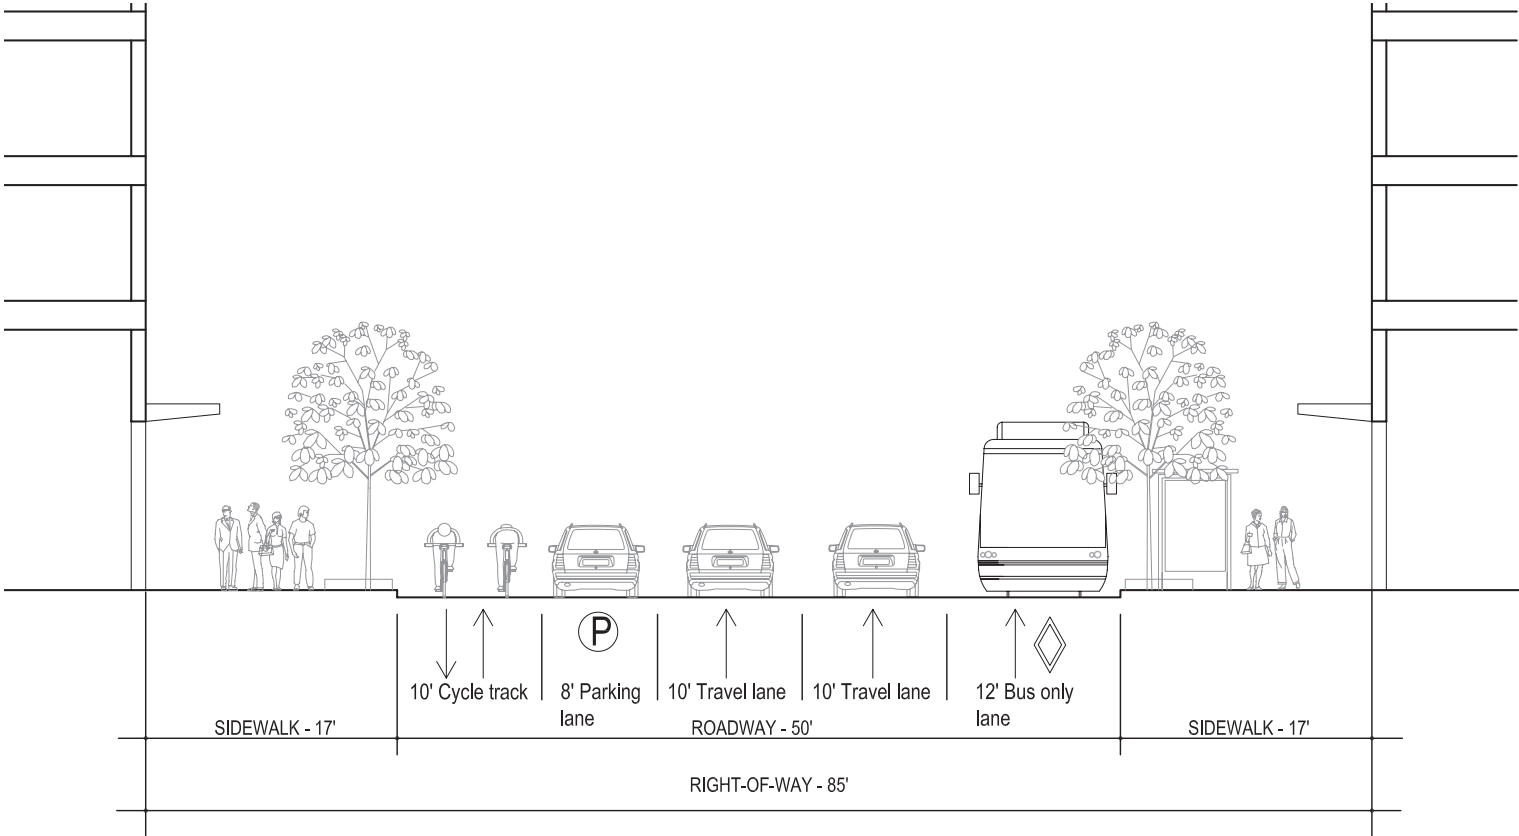 P
10' Cycle track
8' Parking
lane
10' Travel lane
10' Travel lane
12' Bus only
lane
SIDEWALK - 17'
ROADWAY - 50'
SIDEWALK - 17'
RIGHT-OF-WAY - 85'